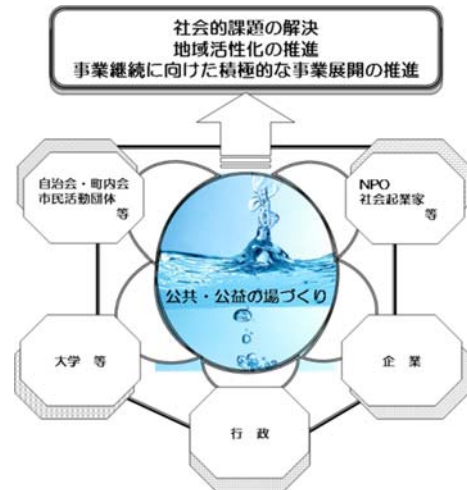 社会的課題の解決
地域活性化の推進
事業継続に向けた積極的な事業展開の推進
自治会・町内会
市民活動団体
等
NPO
社会起業家
等
公共・公益の場づくり
大学 等
企 業
行 政